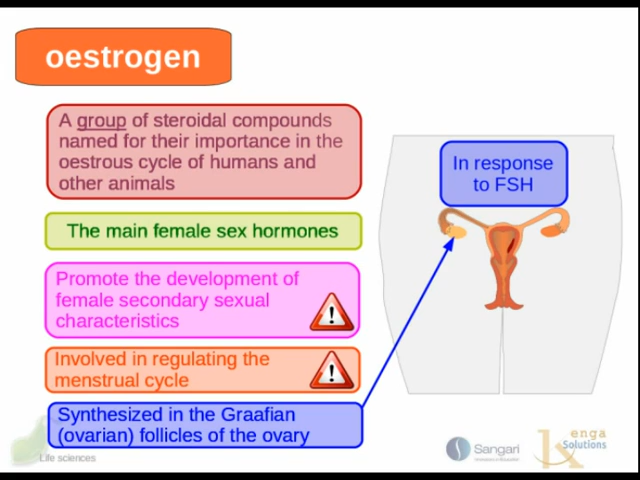 oestrogen
A group of steroidal compounds
named for their importance in the
oestrous cycle of humans and
other animals
The main female sex hormones
Promote the development of
female secondary sexual
characteristics
Involved in regulating the
menstrual cycle
Synthesized in the Graafian
(ovarian) follicles of the ovary
In response
to FSH
Life sciences
Sangari
enga
Solutions